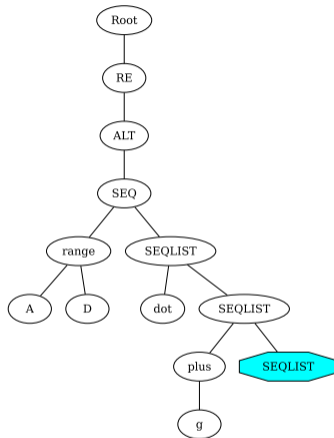 Root
RE
ALT
SEQ
range SEQLIST
A D dot SEQLIST
plus SEQLIST
g